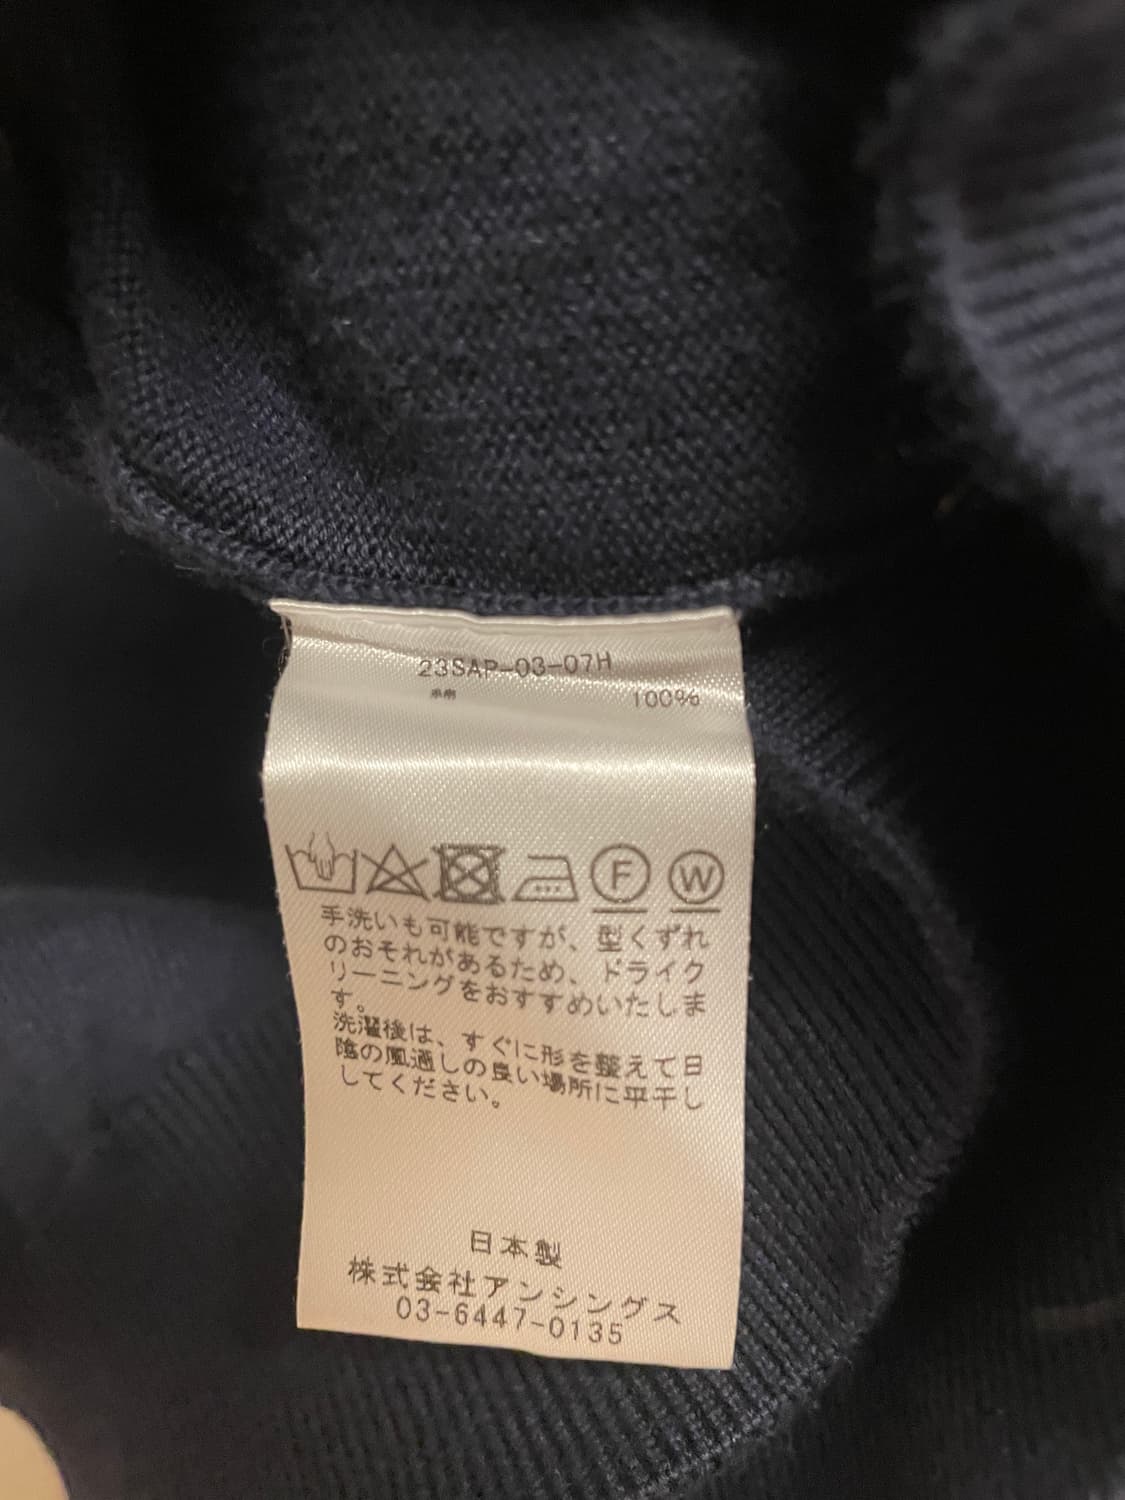 23SAP-03-07H
100%
F W
手洗いも可能ですが、型くずれ
のおそれがあるため、ドライク
リーニングをおすすめいたしま
す。
洗濯後は、すぐに形を整えて日
陰の風通しの良い場所に平干し
してください。
日本製
株式会社アンシングス
03-6447-0135